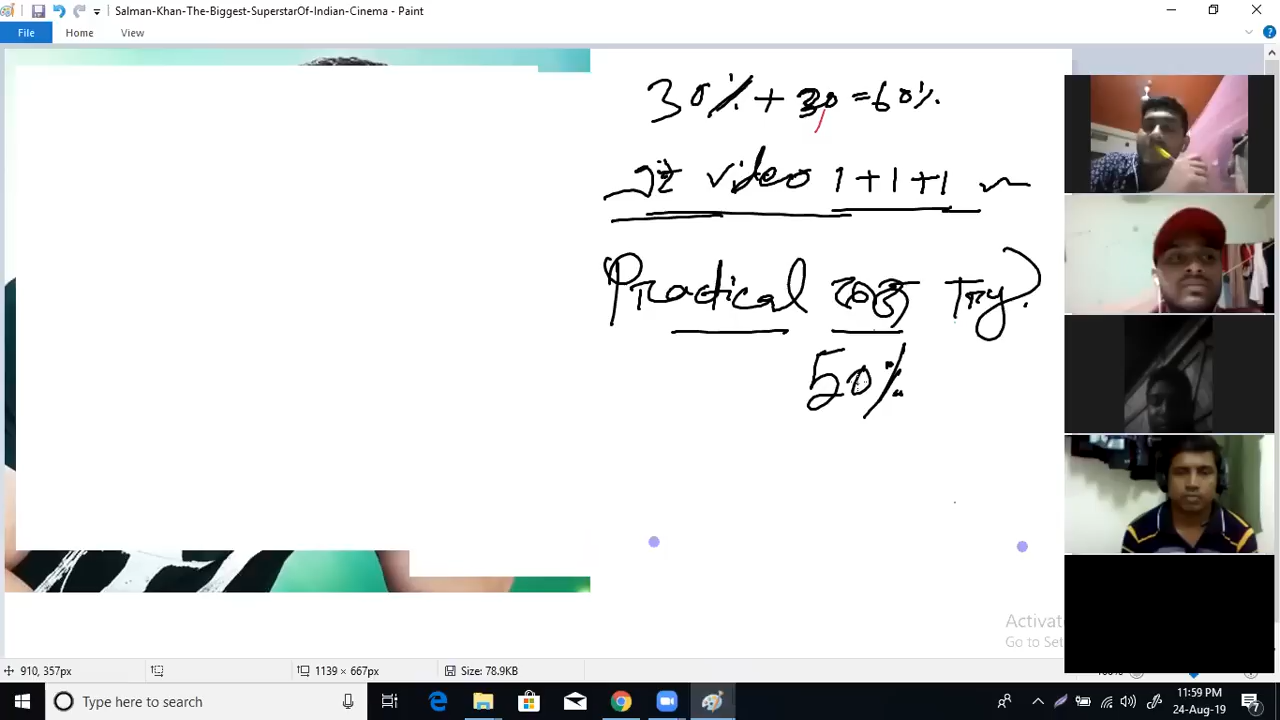 Salman-Khan-The-Biggest-SuperstarOf-Indian-Cinema - Paint
File Home View
30% + 30 = 60%
video 1+1+1
Practical Try?
50%
Activat
Go to Set
910, 357px 1139 × 667px Size: 78.9KB
Type here to search
11:59 PM
24-Aug-19
7